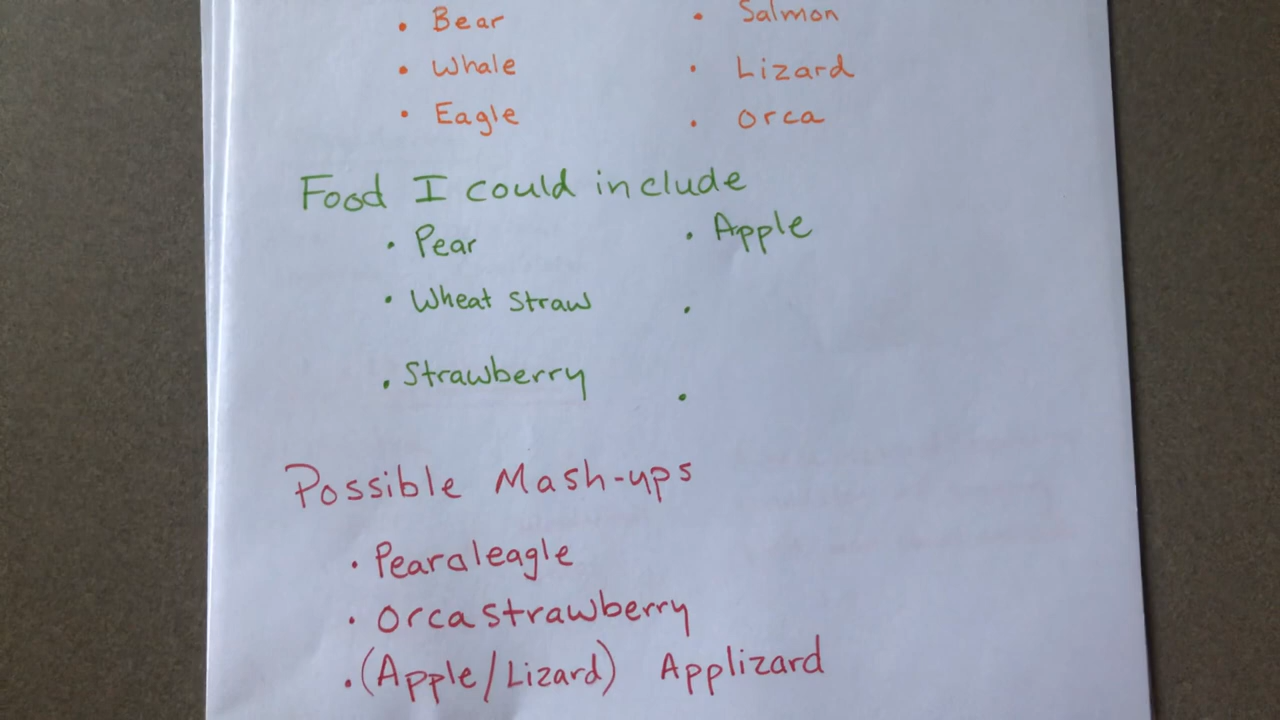 • Bear • Salmon
• Whale • Lizard
• Eagle • Orca
Food I could include
• Pear • Apple
• Wheat Straw •
• Strawberry •
Possible Mash-ups
• Pearaleagle
• Orcastrawberry
• (Apple/Lizard) Applizard